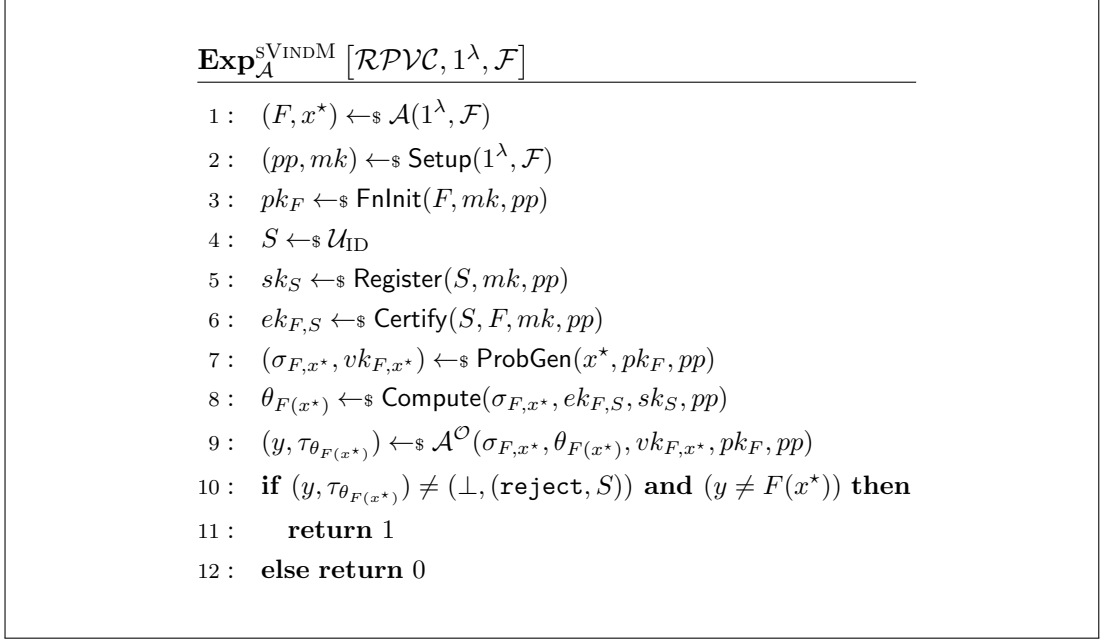 Exp_𝒜^{sVindM} [ℛ𝒫𝒱𝒞, 1^λ, ℱ]
1 : (F, x^⋆) ←$ 𝒜(1^λ, ℱ)
2 : (pp, mk) ←$ Setup(1^λ, ℱ)
3 : pk_F ←$ FnInit(F, mk, pp)
4 : S ←$ 𝒰_ID
5 : sk_S ←$ Register(S, mk, pp)
6 : ek_{F,S} ←$ Certify(S, F, mk, pp)
7 : (σ_{F,x^⋆}, vk_{F,x^⋆}) ←$ ProbGen(x^⋆, pk_F, pp)
8 : θ_{F(x^⋆)} ←$ Compute(σ_{F,x^⋆}, ek_{F,S}, sk_S, pp)
9 : (y, τ_{θ_{F(x^⋆)}}) ←$ 𝒜^𝒪(σ_{F,x^⋆}, θ_{F(x^⋆)}, vk_{F,x^⋆}, pk_F, pp)
10 : if (y, τ_{θ_{F(x^⋆)}}) ≠ (⊥, (reject, S)) and (y ≠ F(x^⋆)) then
11 : return 1
12 : else return 0